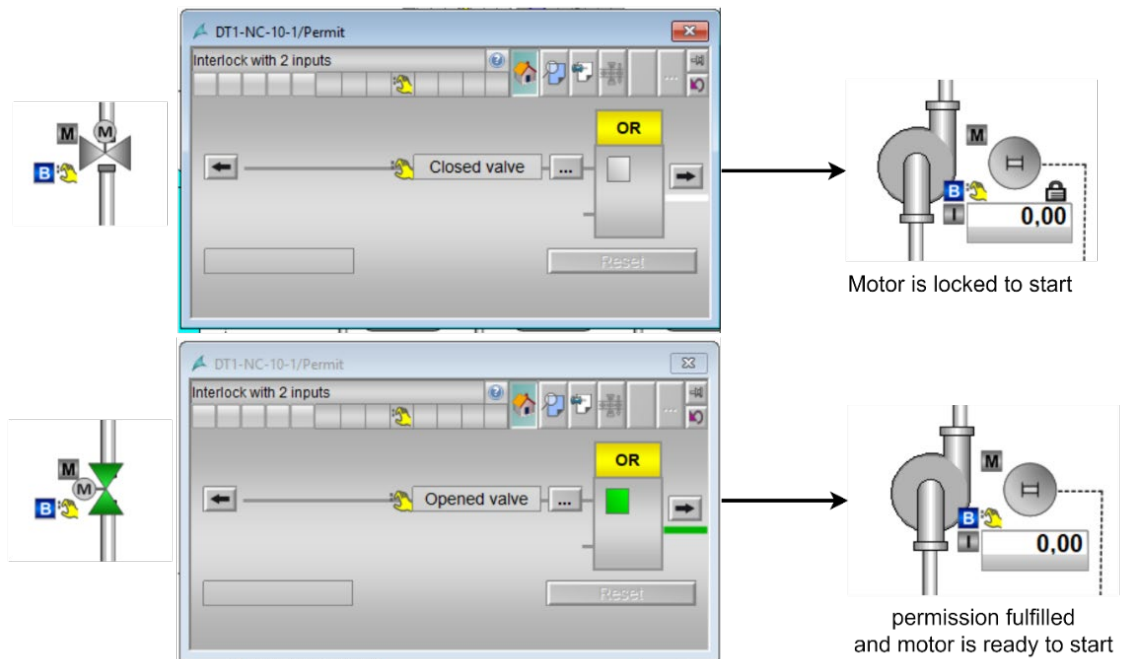 DT1-NC-10-1/Permit
Interlock with 2 inputs
...
OR
M
M
B
Closed valve
...
M
B
I
0,00
Reset
Motor is locked to start
DT1-NC-10-1/Permit
Interlock with 2 inputs
...
OR
M
M
B
Opened valve
...
M
B
I
0,00
Reset
permission fulfilled
and motor is ready to start